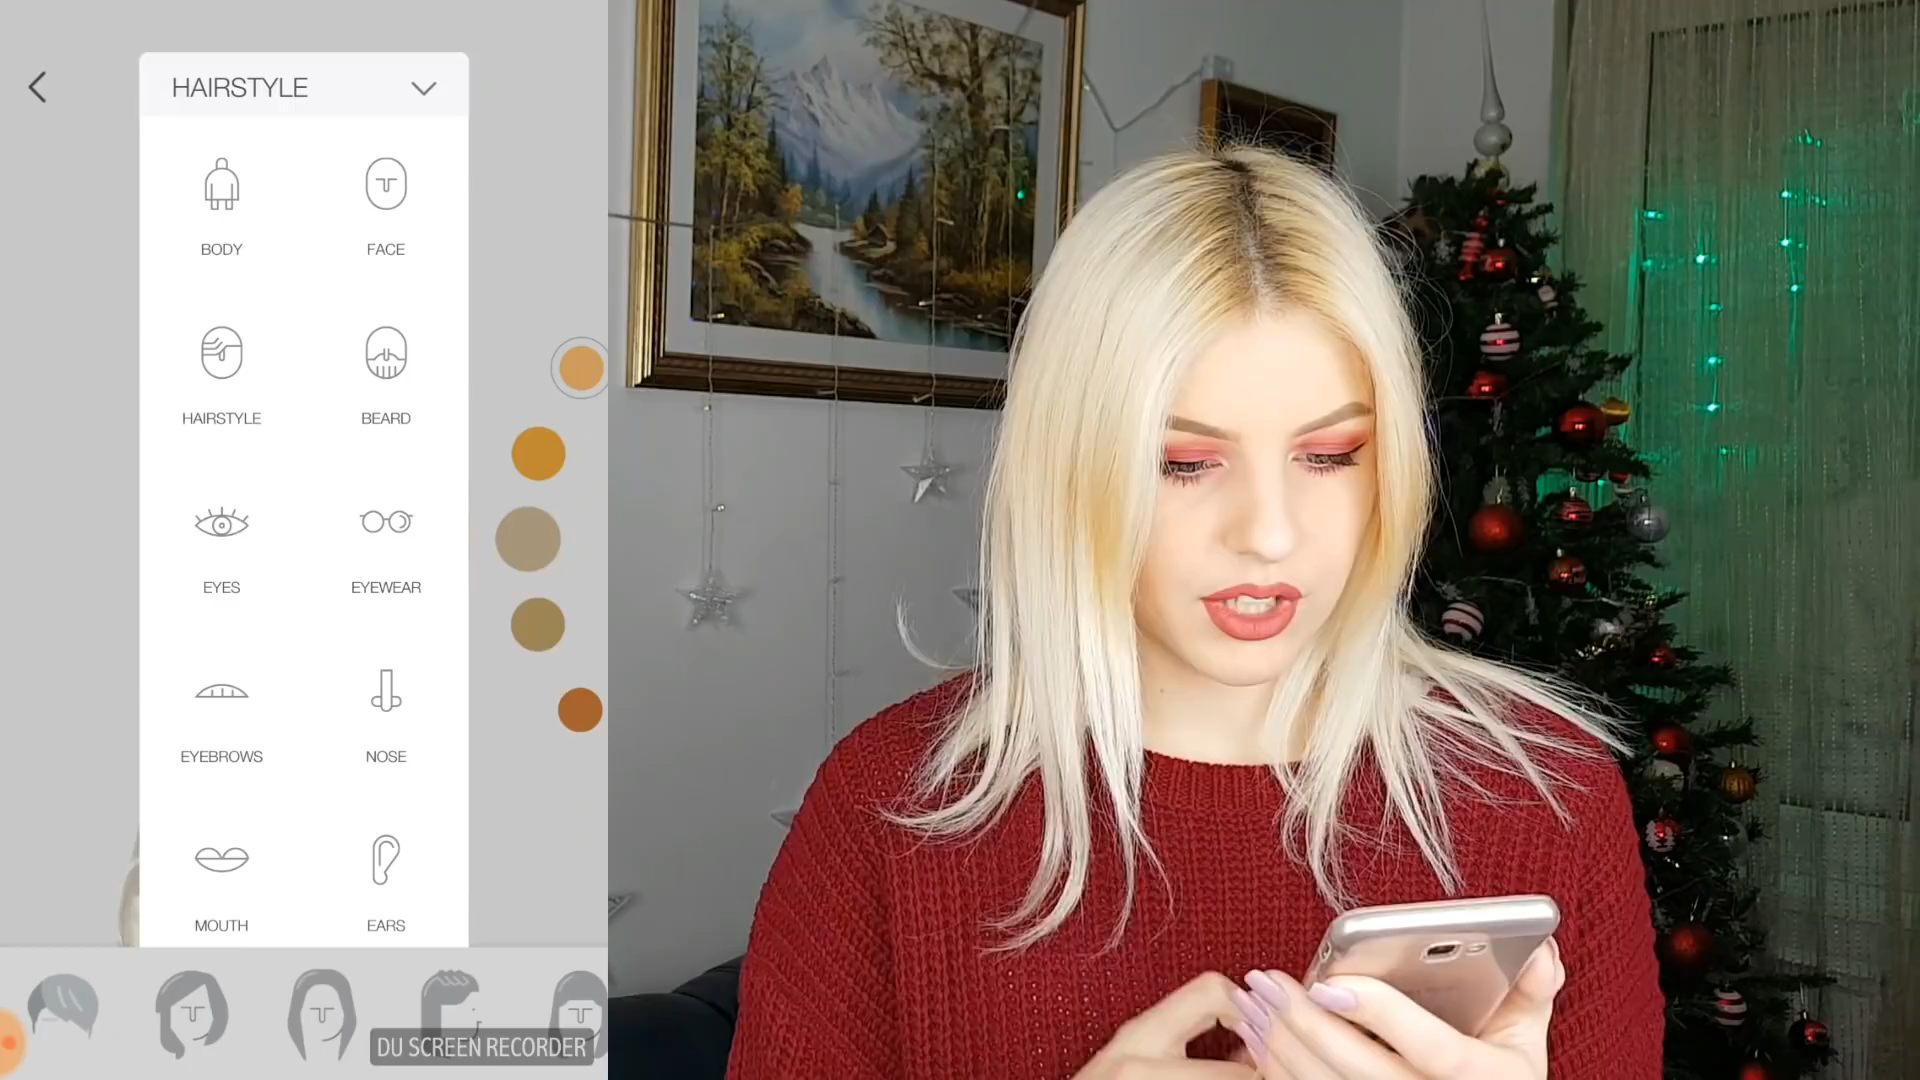 HAIRSTYLE
BODY
FACE
HAIRSTYLE
BEARD
EYES
EYEWEAR
EYEBROWS
NOSE
MOUTH
EARS
DU SCREEN RECORDER